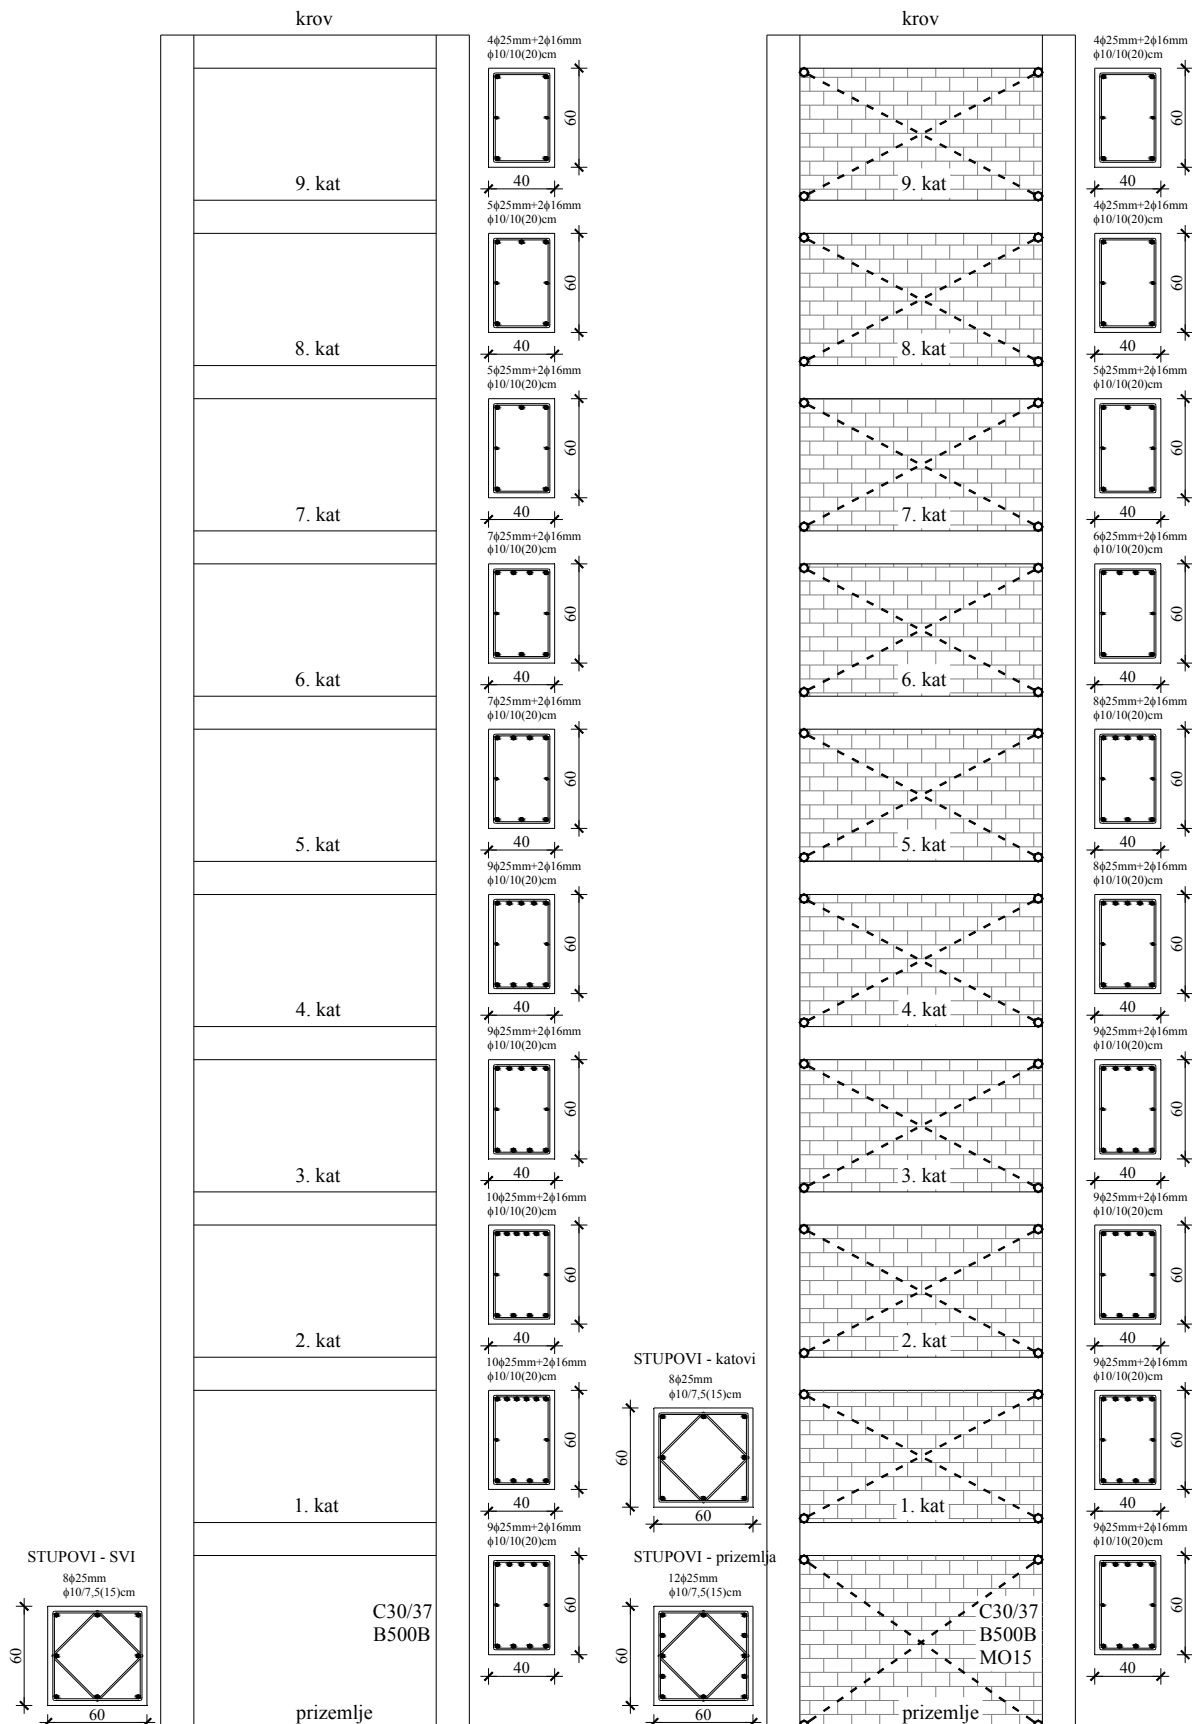 krov
4ϕ25mm+2ϕ16mm
ϕ10/10(20)cm
60
40
9. kat
5ϕ25mm+2ϕ16mm
ϕ10/10(20)cm
60
40
8. kat
5ϕ25mm+2ϕ16mm
ϕ10/10(20)cm
60
40
7. kat
7ϕ25mm+2ϕ16mm
ϕ10/10(20)cm
60
40
6. kat
7ϕ25mm+2ϕ16mm
ϕ10/10(20)cm
60
40
5. kat
9ϕ25mm+2ϕ16mm
ϕ10/10(20)cm
60
40
4. kat
9ϕ25mm+2ϕ16mm
ϕ10/10(20)cm
60
40
3. kat
10ϕ25mm+2ϕ16mm
ϕ10/10(20)cm
60
40
2. kat
10ϕ25mm+2ϕ16mm
ϕ10/10(20)cm
60
40
1. kat
9ϕ25mm+2ϕ16mm
ϕ10/10(20)cm
60
40
STUPOVI - SVI
8ϕ25mm
ϕ10/7,5(15)cm
60
60
C30/37
B500B
prizemlje
krov
4ϕ25mm+2ϕ16mm
ϕ10/10(20)cm
60
40
9. kat
4ϕ25mm+2ϕ16mm
ϕ10/10(20)cm
60
40
8. kat
5ϕ25mm+2ϕ16mm
ϕ10/10(20)cm
60
40
7. kat
6ϕ25mm+2ϕ16mm
ϕ10/10(20)cm
60
40
6. kat
8ϕ25mm+2ϕ16mm
ϕ10/10(20)cm
60
40
5. kat
8ϕ25mm+2ϕ16mm
ϕ10/10(20)cm
60
40
4. kat
9ϕ25mm+2ϕ16mm
ϕ10/10(20)cm
60
40
3. kat
9ϕ25mm+2ϕ16mm
ϕ10/10(20)cm
60
40
2. kat
STUPOVI - katovi
8ϕ25mm
ϕ10/7,5(15)cm
60
60
9ϕ25mm+2ϕ16mm
ϕ10/10(20)cm
60
40
1. kat
STUPOVI - prizemlja
12ϕ25mm
ϕ10/7,5(15)cm
60
60
9ϕ25mm+2ϕ16mm
ϕ10/10(20)cm
60
40
C30/37
B500B
MO15
prizemlje